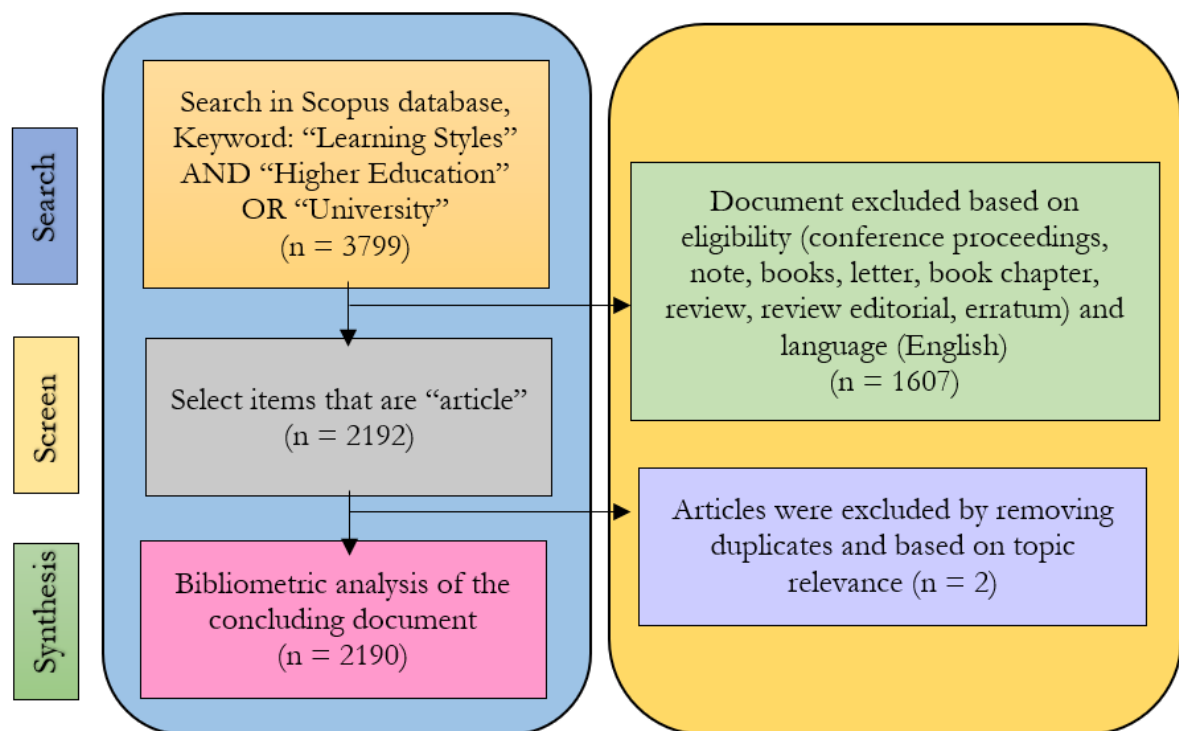 Search
Search in Scopus database,
Keyword: “Learning Styles”
AND “Higher Education”
OR “University”
(n = 3799)
Document excluded based on
eligibility (conference proceedings,
note, books, letter, book chapter,
review, review editorial, erratum) and
language (English)
(n = 1607)
Screen
Select items that are “article”
(n = 2192)
Articles were excluded by removing
duplicates and based on topic
relevance (n = 2)
Synthesis
Bibliometric analysis of the
concluding document
(n = 2190)